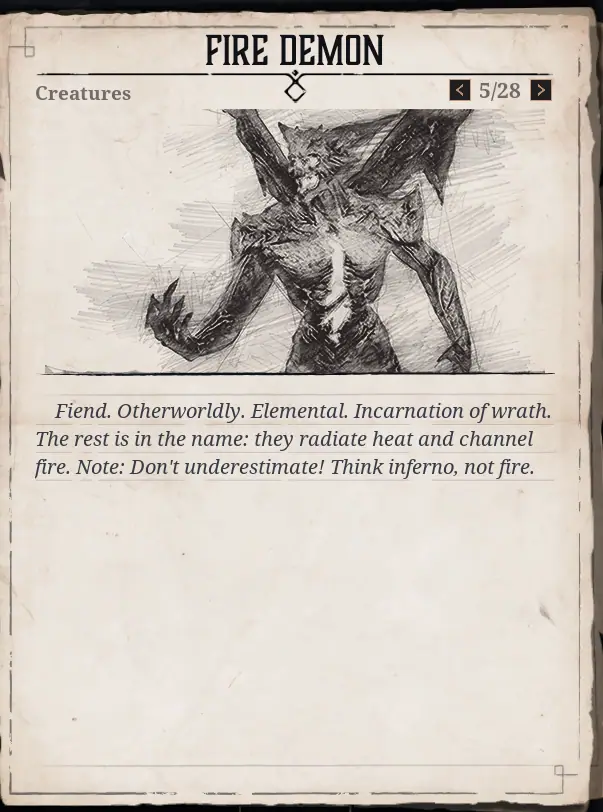 FIRE DEMON
Creatures
5/28
Fiend. Otherworldly. Elemental. Incarnation of wrath.
The rest is in the name: they radiate heat and channel
fire. Note: Don't underestimate! Think inferno, not fire.